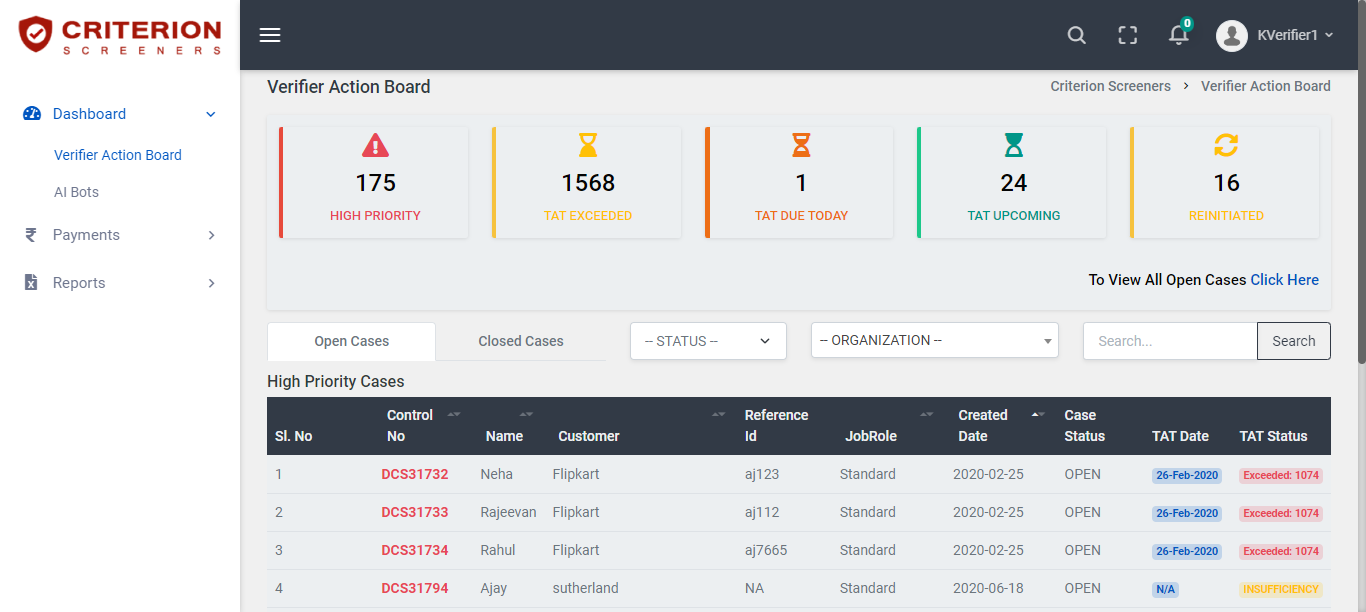 CRITERION
SCREENERS
0
KVerifier1
Dashboard
Verifier Action Board
AI Bots
Payments
Reports
Verifier Action Board
Criterion Screeners > Verifier Action Board
175
HIGH PRIORITY
1568
TAT EXCEEDED
1
TAT DUE TODAY
24
TAT UPCOMING
16
REINITIATED
To View All Open Cases Click Here
Open Cases
Closed Cases
-- STATUS --
-- ORGANIZATION --
Search...
Search
High Priority Cases
Sl. No Control No Name Customer Reference Id JobRole Created Date Case Status TAT Date TAT Status
1 DCS31732 Neha Flipkart aj123 Standard 2020-02-25 OPEN 26-Feb-2020 Exceeded: 1074
2 DCS31733 Rajeevan Flipkart aj112 Standard 2020-02-25 OPEN 26-Feb-2020 Exceeded: 1074
3 DCS31734 Rahul Flipkart aj7665 Standard 2020-02-25 OPEN 26-Feb-2020 Exceeded: 1074
4 DCS31794 Ajay sutherland NA Standard 2020-06-18 OPEN N/A INSUFFICIENCY